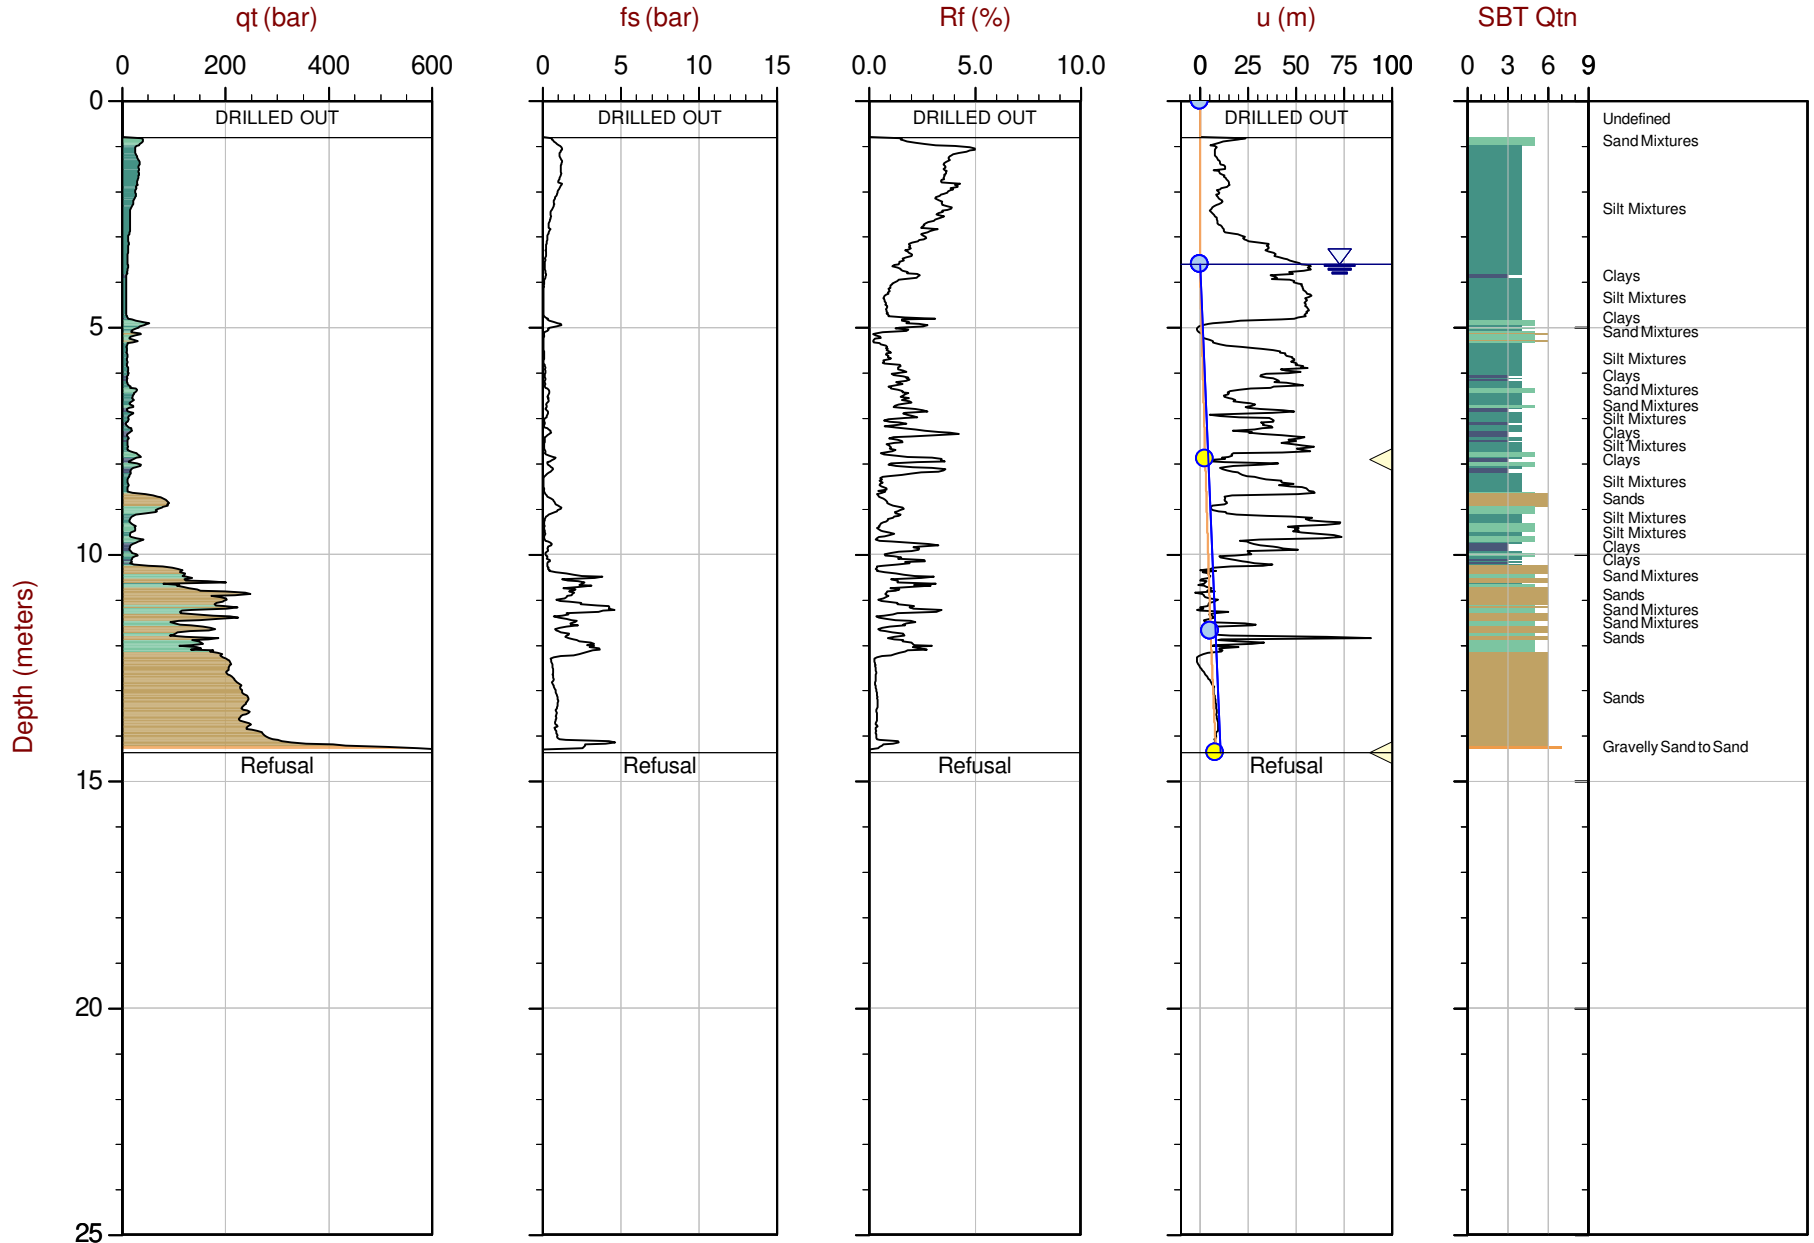 qt (bar) fs (bar) Rf (%) u (m) SBT Qtn
0 200 400 600 0 5 10 15 0.0 5.0 10.0 0 25 50 75 100 0 3 6 9
0
DRILLED OUT DRILLED OUT DRILLED OUT DRILLED OUT Undefined
Sand Mixtures
Silt Mixtures
Clays
Silt Mixtures
Clays
5
Sand Mixtures
Silt Mixtures
Clays
Sand Mixtures
Sand Mixtures
Silt Mixtures
Clays
Silt Mixtures
Clays
Silt Mixtures
Sands
Silt Mixtures
Silt Mixtures
Clays
10
Clays
Sand Mixtures
Sands
Sand Mixtures
Sand Mixtures
Sands
Depth (meters)
Sands
Gravelly Sand to Sand
Refusal Refusal Refusal Refusal
15
20
25